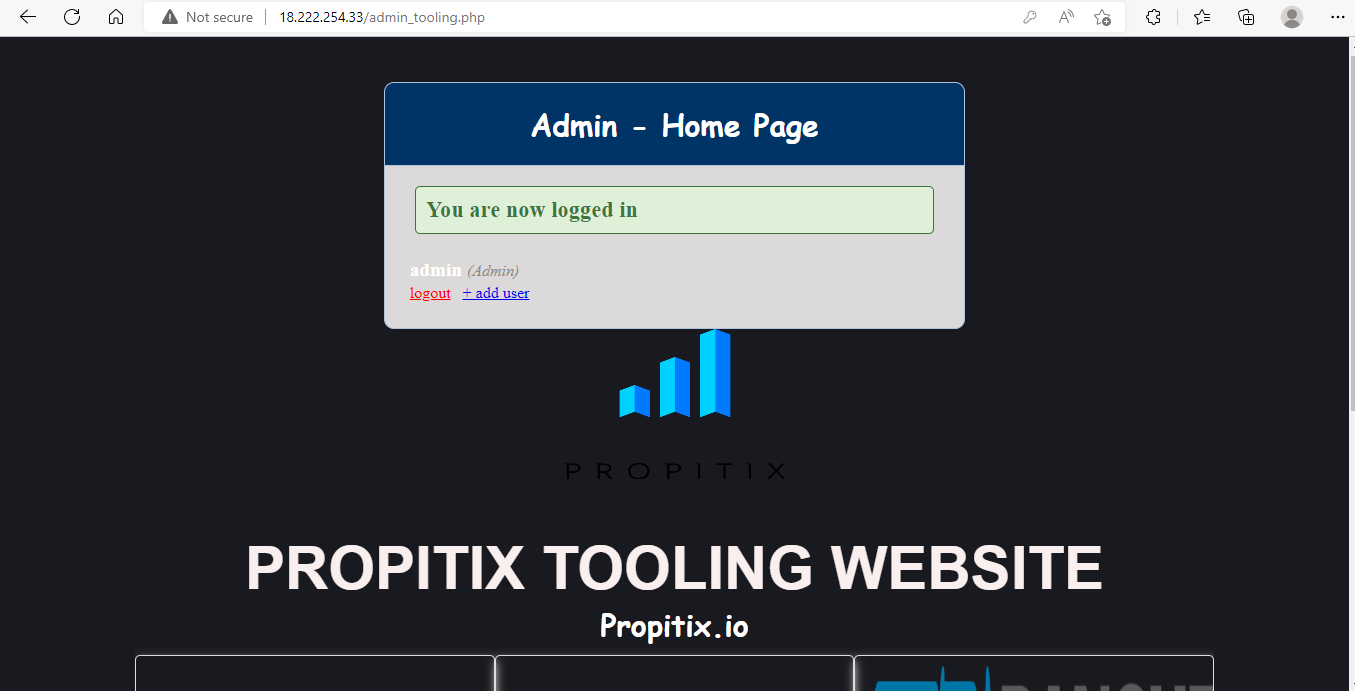 Not secure 18.222.254.33/admin_tooling.php
Admin - Home Page
You are now logged in
admin (Admin)
logout + add user
PROPITIX
PROPITIX TOOLING WEBSITE
Propitix.io